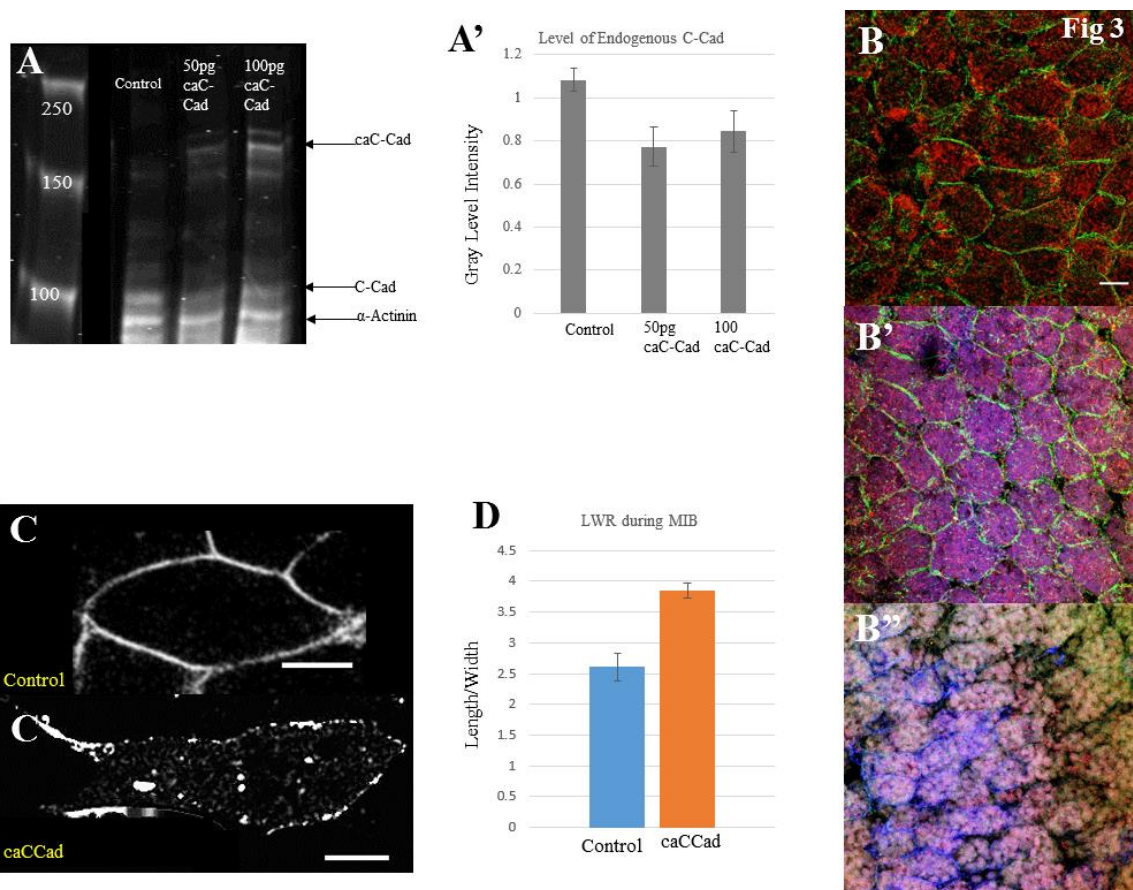 A
Control
50pg
caC-
Cad
100pg
caC-
Cad
250
150
100
caC-Cad
C-Cad
α-Actinin
A’
Level of Endogenous C-Cad
Gray Level Intensity
1.2
1
0.8
0.6
0.4
0.2
0
Control
50pg
caC-Cad
100
caC-Cad
B
Fig 3
B’
B”
C
Control
C’
caCCad
D
LWR during MIB
Length/Width
4.5
4
3.5
3
2.5
2
1.5
1
0.5
0
Control
caCCad